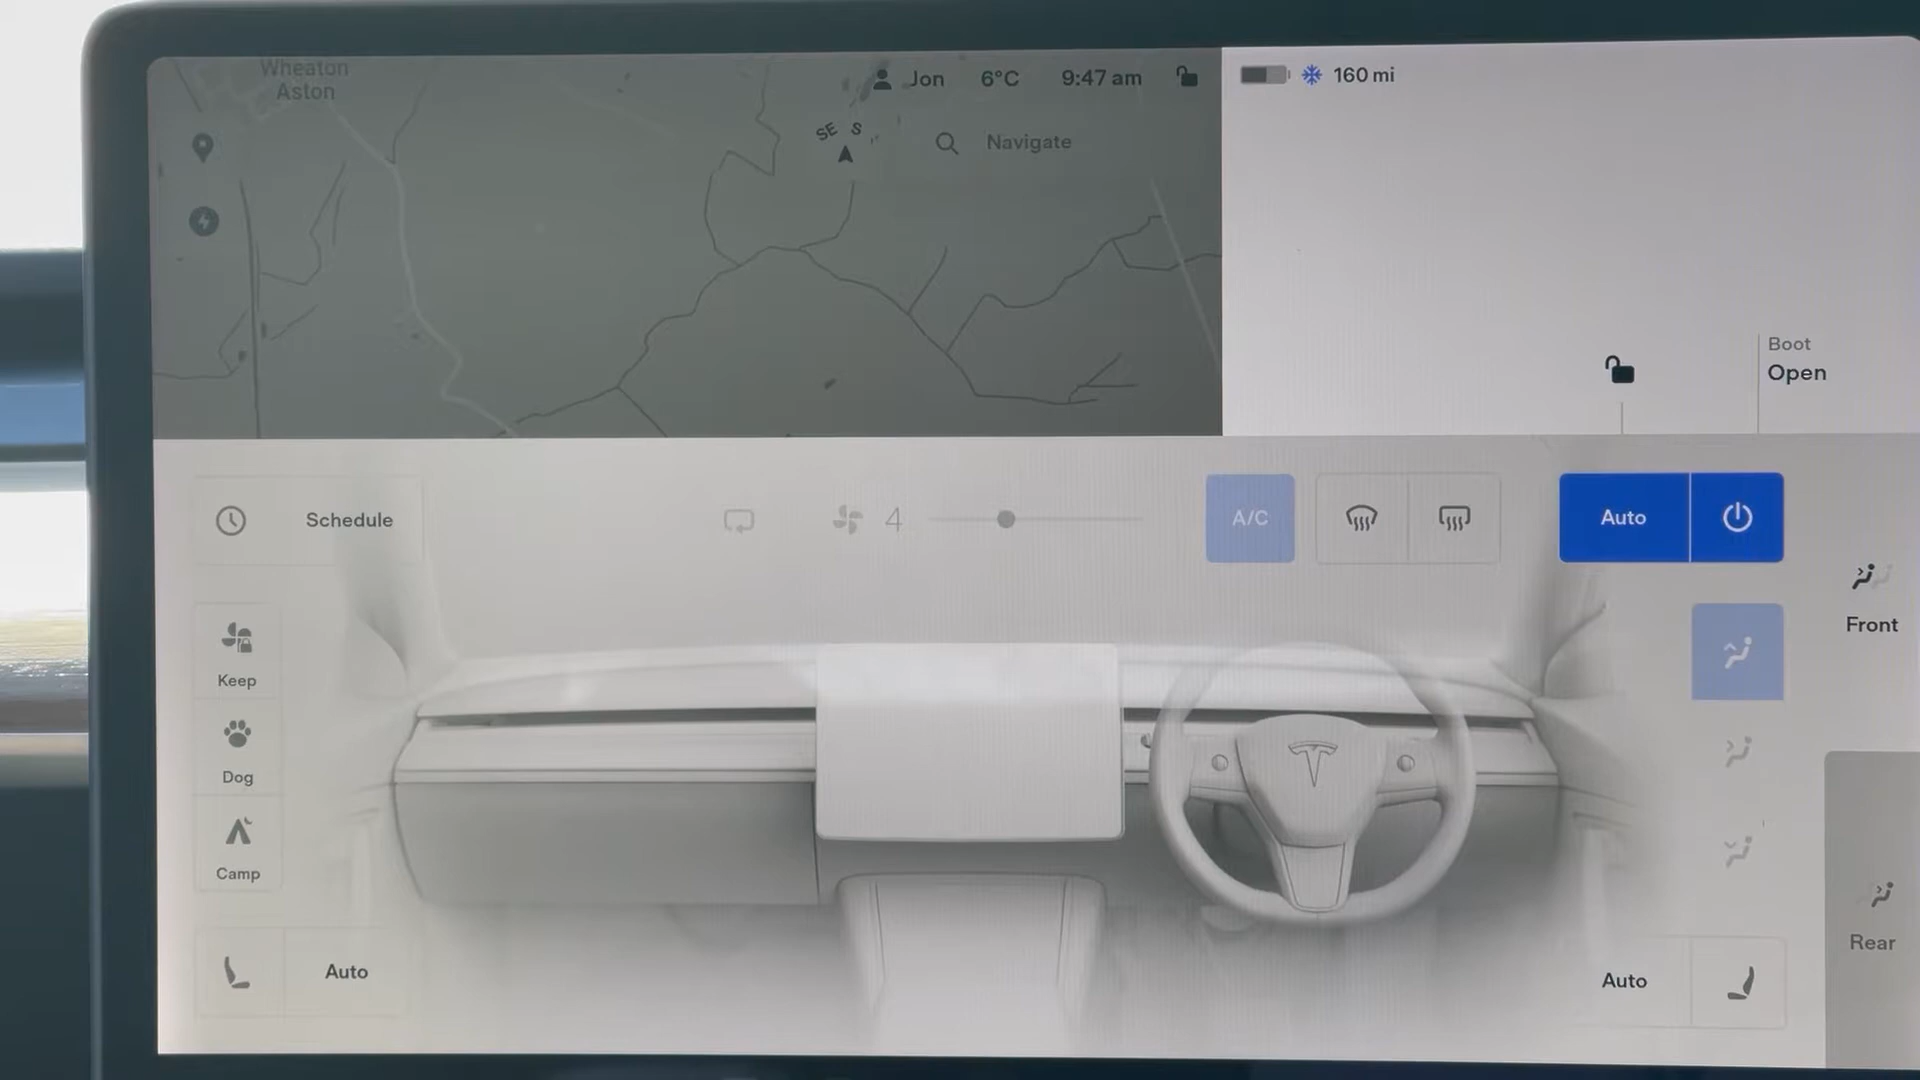 Wheaton
Aston
Jon
6°C
9:47 am
160 mi
SE S
Navigate
Boot
Open
Schedule
4
A/C
Auto
Front
Keep
Dog
Camp
Auto
Auto
Rear